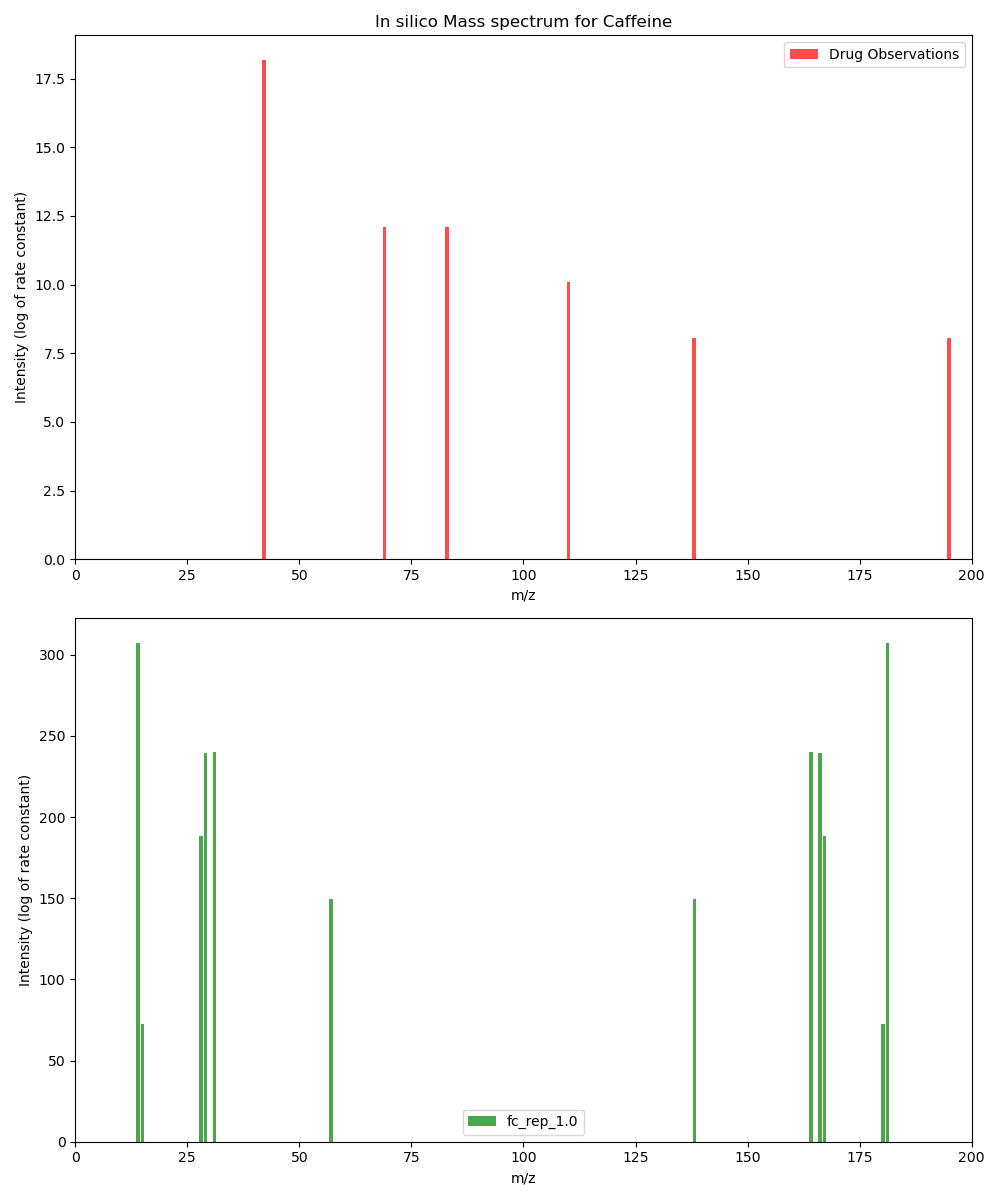 In silico Mass spectrum for Caffeine
Drug Observations
Intensity (log of rate constant)
17.5
15.0
12.5
10.0
7.5
5.0
2.5
0.0
0 25 50 75 100 125 150 175 200
m/z
Intensity (log of rate constant)
300
250
200
150
100
50
0
fc_rep_1.0
0 25 50 75 100 125 150 175 200
m/z